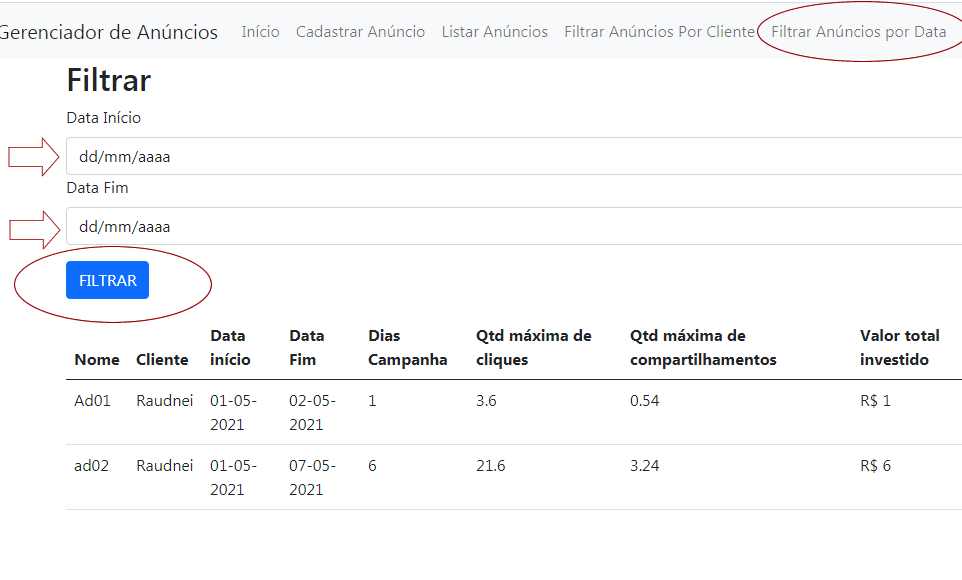 Gerenciador de Anúncios Início Cadastrar Anúncio Listar Anúncios Filtrar Anúncios Por Cliente Filtrar Anúncios por Data
Filtrar
Data Início
dd/mm/aaaa
Data Fim
dd/mm/aaaa
FILTRAR
Nome Cliente Data início Data Fim Dias Campanha Qtd máxima de cliques Qtd máxima de compartilhamentos Valor total investido
Ad01 Raudnei 01-05-2021 02-05-2021 1 3.6 0.54 R$ 1
ad02 Raudnei 01-05-2021 07-05-2021 6 21.6 3.24 R$ 6